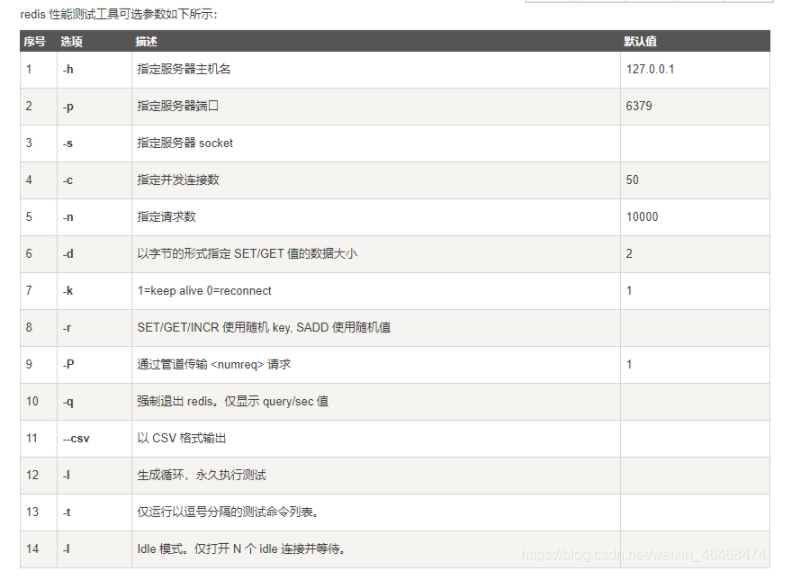 redis 性能测试工具可选参数如下所示：
序号 选项 描述 默认值
1 -h 指定服务器主机名 127.0.0.1
2 -p 指定服务器端口 6379
3 -s 指定服务器 socket
4 -c 指定并发连接数 50
5 -n 指定请求数 10000
6 -d 以字节的形式指定 SET/GET 值的数据大小 2
7 -k 1=keep alive 0=reconnect 1
8 -r SET/GET/INCR 使用随机 key, SADD 使用随机值
9 -P 通过管道传输 <numreq> 请求 1
10 -q 强制退出 redis。仅显示 query/sec 值
11 --csv 以 CSV 格式输出
12 -l 生成循环，永久执行测试
13 -t 仅运行以逗号分隔的测试命令列表。
14 -I Idle 模式。仅打开 N 个 idle 连接并等待。
https://blog.csdn.net/weixin_46468474